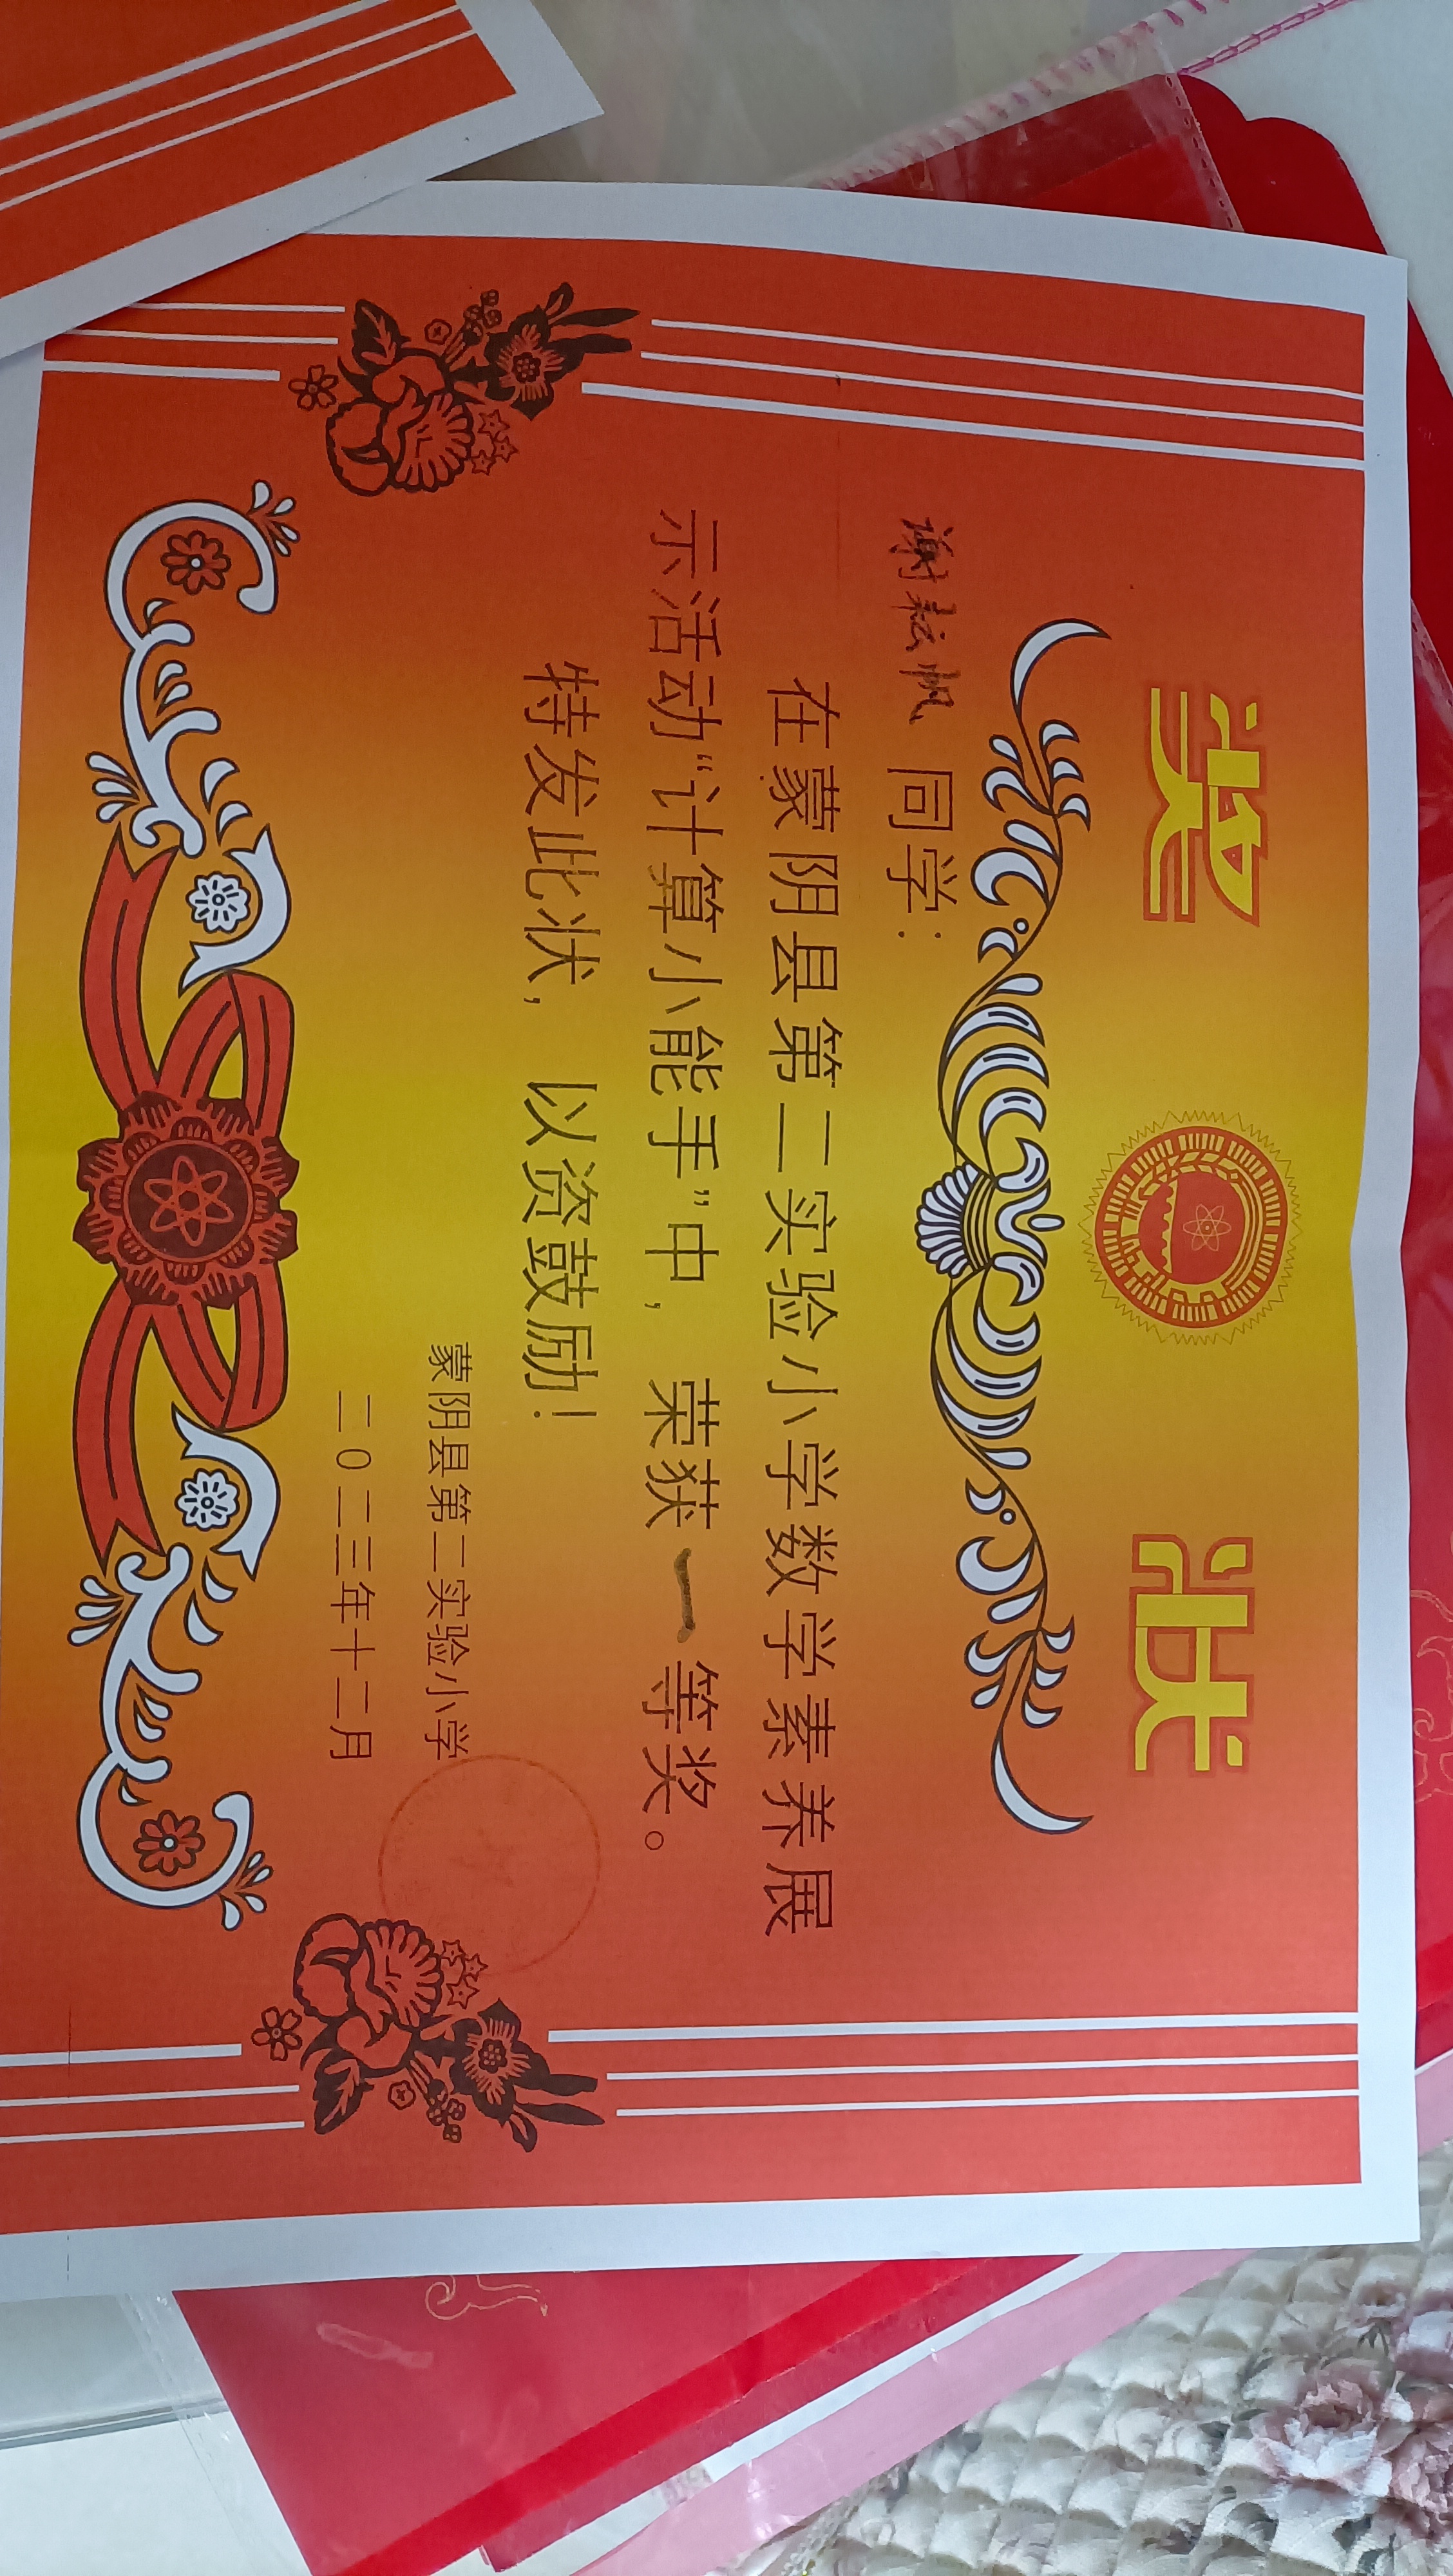 奖 状
谢耘帆 同学：
在蒙阴县第二实验小学数学素养展
示活动“计算小能手”中，荣获 一 等奖。
特发此状，以资鼓励！
蒙阴县第二实验小学
二0二三年十二月